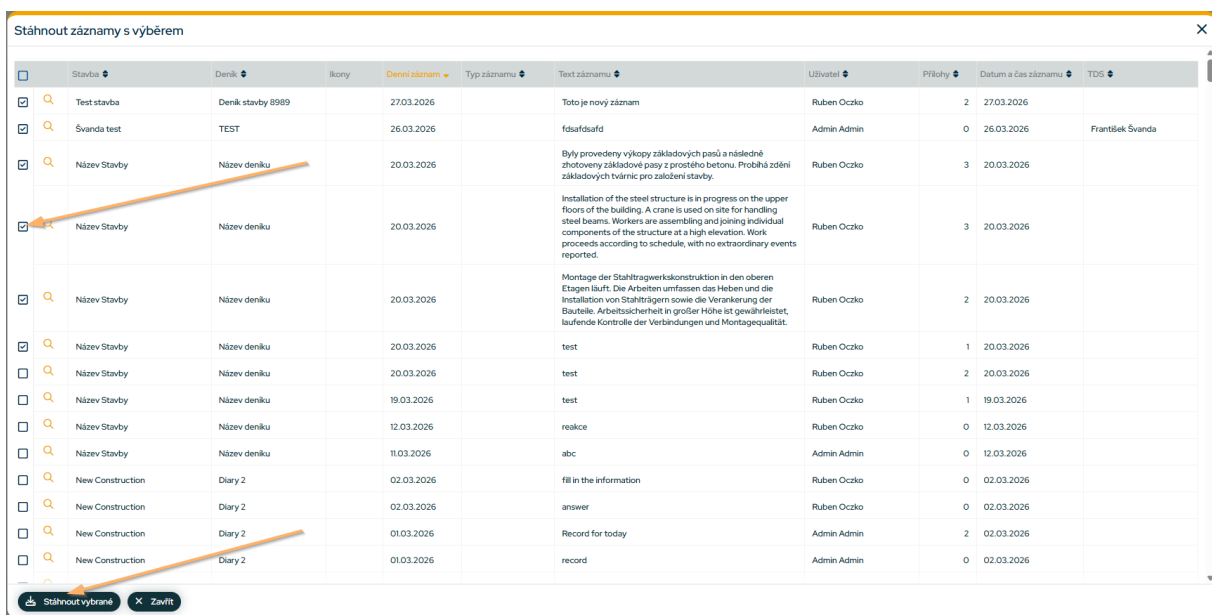 Stáhnout záznamy s výběrem
Stavba Deník Ikony Denní záznam Typ záznamu Text záznamu Uživatel Přílohy Datum a čas záznamu TDS
Test stavba Deník stavby 8989 27.03.2026 Toto je nový záznam Ruben Oczko 2 27.03.2026
Švanda test TEST 26.03.2026 fdsafdsafd Admin Admin 0 26.03.2026 František Švanda
Byly provedeny výkopy základových pasů a následně
Název Stavby Název deníku 20.03.2026 zhotoveny základové pasy z prostého betonu. Probíhá zdění Ruben Oczko 3 20.03.2026
základových tvárnic pro založení stavby.
Installation of the steel structure is in progress on the upper
floors of the building. A crane is used on site for handling
steel beams. Workers are assembling and joining individual
Název Stavby Název deníku 20.03.2026 components of the structure at a high elevation. Work Ruben Oczko 3 20.03.2026
proceeds according to schedule, with no extraordinary events
reported.
Montage der Stahltragwerkskonstruktion in den oberen
Etagen läuft. Die Arbeiten umfassen das Heben und die
Název Stavby Název deníku 20.03.2026 Installation von Stahlträgern sowie die Verankerung der Ruben Oczko 2 20.03.2026
Bauteile. Arbeitssicherheit in großer Höhe ist gewährleistet,
laufende Kontrolle der Verbindungen und Montagequalität.
Název Stavby Název deníku 20.03.2026 test Ruben Oczko 1 20.03.2026
Název Stavby Název deníku 20.03.2026 test Ruben Oczko 2 20.03.2026
Název Stavby Název deníku 19.03.2026 test Ruben Oczko 1 19.03.2026
Název Stavby Název deníku 12.03.2026 reakce Ruben Oczko 0 12.03.2026
Název Stavby Název deníku 11.03.2026 abc Admin Admin 0 12.03.2026
New Construction Diary 2 02.03.2026 fill in the information Ruben Oczko 0 02.03.2026
New Construction Diary 2 02.03.2026 answer Ruben Oczko 0 02.03.2026
New Construction Diary 2 01.03.2026 Record for today Admin Admin 2 02.03.2026
New Construction Diary 2 01.03.2026 record Admin Admin 0 02.03.2026
Stáhnout vybrané Zavřít